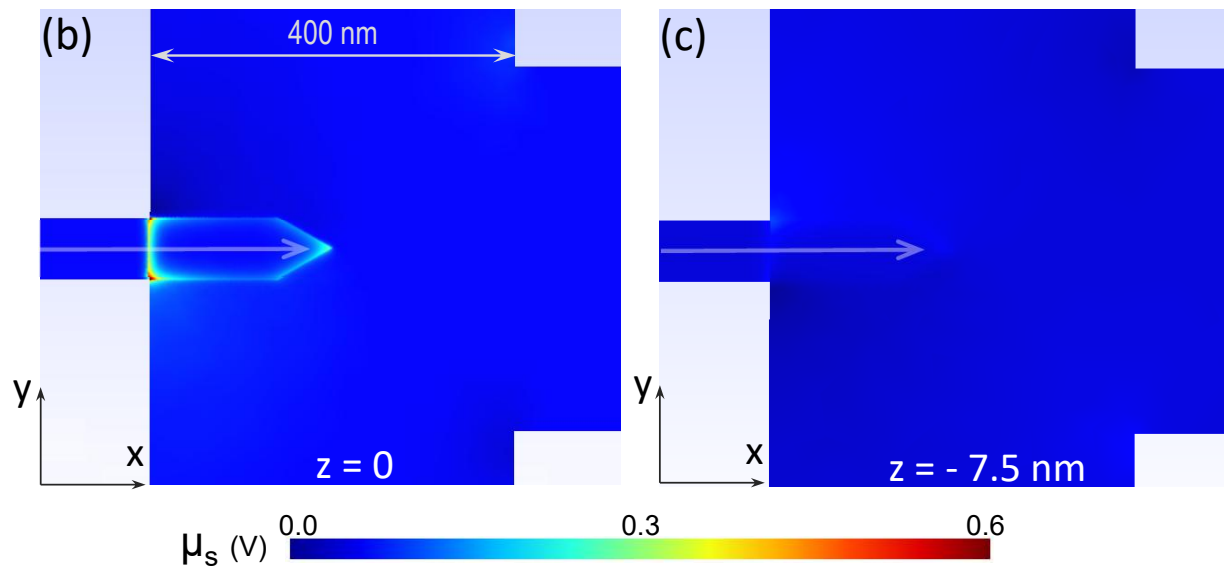 (b)
400 nm
y
x
z = 0
(c)
y
x
z = - 7.5 nm
0.0
0.3
0.6
μs (V)